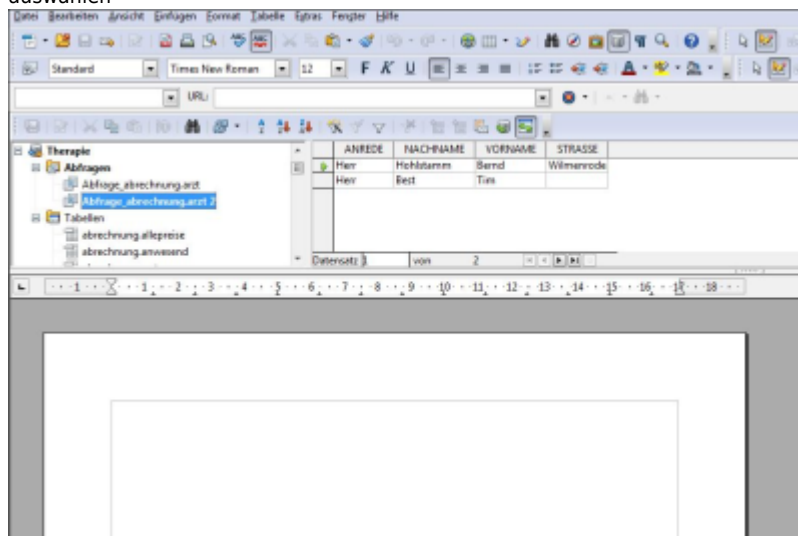 auswählen
Datei Bearbeiten Ansicht Einfügen Format Tabelle Extras Fenster Hilfe
Standard Times New Roman 12 F K U
URL:
Therapie
Abfragen
Abfrage_abrechnung.arzt
Abfrage_abrechnung.arzt 2
Tabellen
abrechnung.allepreise
abrechnung.anwesend
ANREDE NACHNAME VORNAME STRASSE
Herr Hohlstamm Bernd Wilmenrode
Herr Best Tim
Datensatz 1 von 2
1 1 2 3 4 5 6 7 8 9 10 11 12 13 14 15 16 18